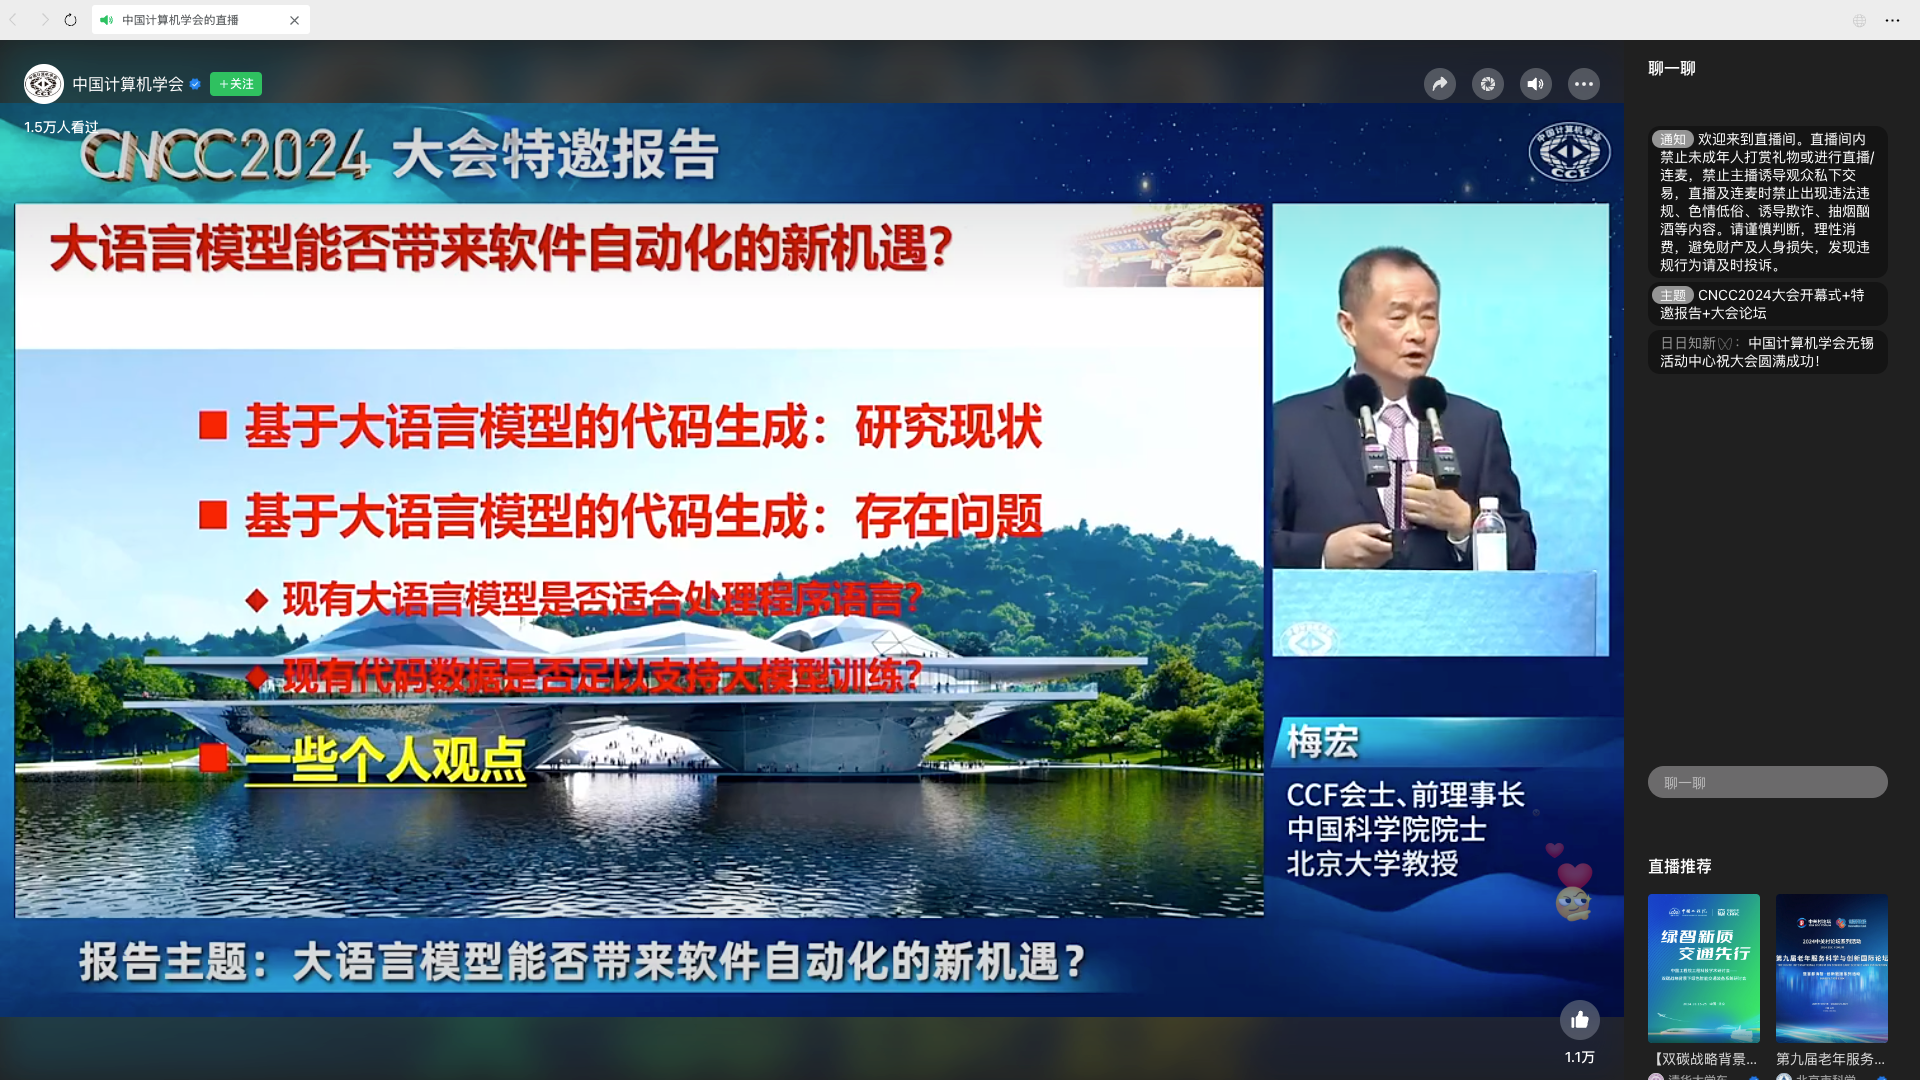 中国计算机学会的直播
中国计算机学会
+关注
1.5万人看过
CNCC2024 大会特邀报告
中国计算机学会
CCF
大语言模型能否带来软件自动化的新机遇？
基于大语言模型的代码生成：研究现状
基于大语言模型的代码生成：存在问题
现有大语言模型是否适合处理程序语言？
现有代码数据是否足以支持大模型训练？
一些个人观点
梅宏
CCF会士、前理事长
中国科学院院士
北京大学教授
报告主题：大语言模型能否带来软件自动化的新机遇？
1.1万
聊一聊
通知 欢迎来到直播间。直播间内
禁止未成年人打赏礼物或进行直播/
连麦，禁止主播诱导观众私下交
易，直播及连麦时禁止出现违法违
规、色情低俗、诱导欺诈、抽烟酗
酒等内容。请谨慎判断，理性消
费，避免财产及人身损失，发现违
规行为请及时投诉。
主题 CNCC2024大会开幕式+特
邀报告+大会论坛
日日知新：中国计算机学会无锡
活动中心祝大会圆满成功！
聊一聊
直播推荐
绿智新质
交通先行
2024中关村论坛系列活动
第九届老年服务科学与创新国际论坛
【双碳战略背景...
第九届老年服务...